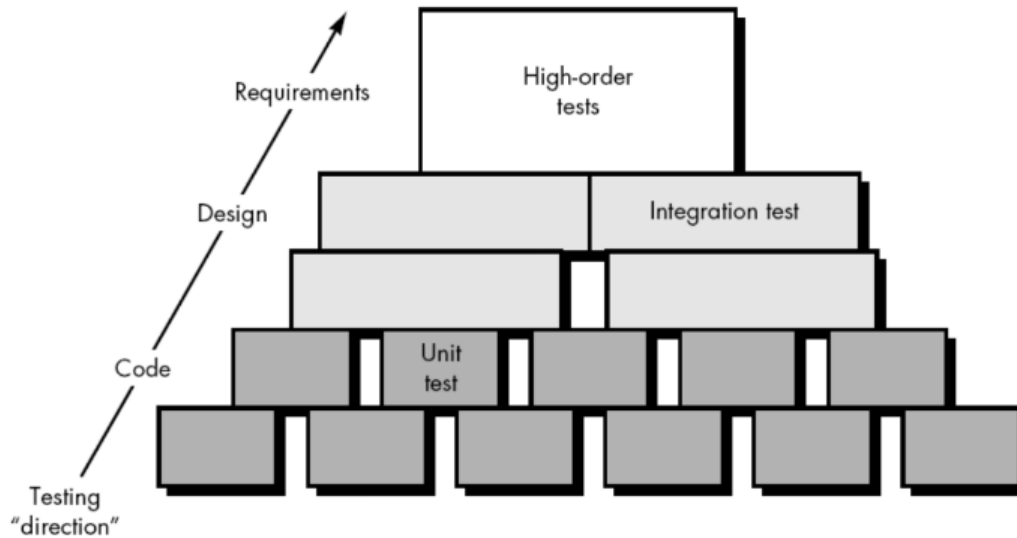 High-order
tests
Requirements
Integration test
Design
Unit
test
Code
Testing
“direction”